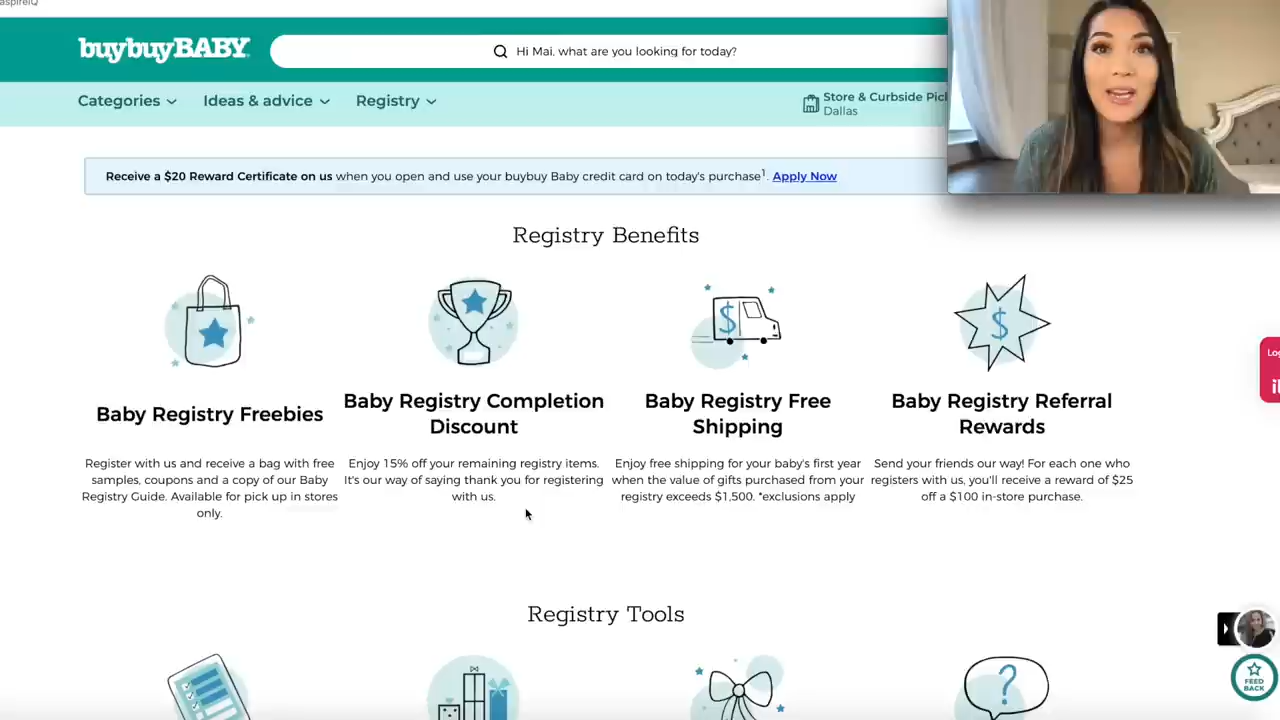 aspireiQ
buybuyBABY
Hi Mai, what are you looking for today?
Categories
Ideas & advice
Registry
Store & Curbside Pic
Dallas
Receive a $20 Reward Certificate on us when you open and use your buybuy Baby credit card on today's purchase1. Apply Now
Registry Benefits
Baby Registry Freebies
Register with us and receive a bag with free
samples, coupons and a copy of our Baby
Registry Guide. Available for pick up in stores
only.
Baby Registry Completion
Discount
Enjoy 15% off your remaining registry items.
It's our way of saying thank you for registering
with us.
Baby Registry Free
Shipping
Enjoy free shipping for your baby's first year
when the value of gifts purchased from your
registry exceeds $1,500. *exclusions apply
Baby Registry Referral
Rewards
Send your friends our way! For each one who
registers with us, you'll receive a reward of $25
off a $100 in-store purchase.
Registry Tools
FEED
BACK